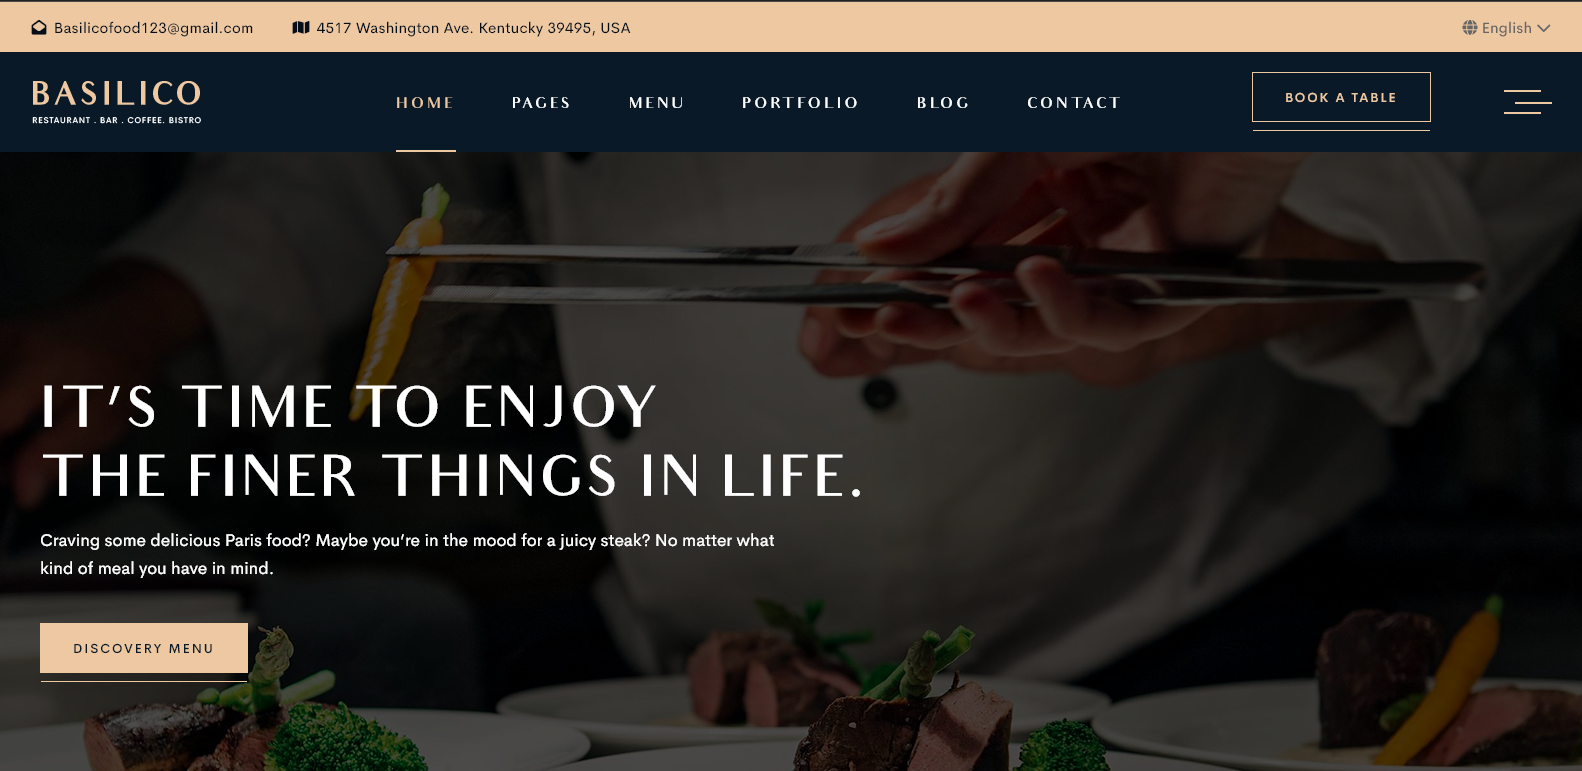 Basilicofood123@gmail.com
4517 Washington Ave. Kentucky 39495, USA
English
BASILICO
RESTAURANT . BAR . COFFEE. BISTRO
HOME
PAGES
MENU
PORTFOLIO
BLOG
CONTACT
BOOK A TABLE
IT’S TIME TO ENJOY
THE FINER THINGS IN LIFE.
Craving some delicious Paris food? Maybe you’re in the mood for a juicy steak? No matter what
kind of meal you have in mind.
DISCOVERY MENU